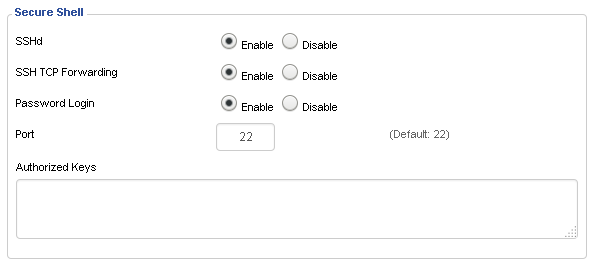 Secure Shell
SSHd Enable Disable
SSH TCP Forwarding Enable Disable
Password Login Enable Disable
Port 22 (Default: 22)
Authorized Keys